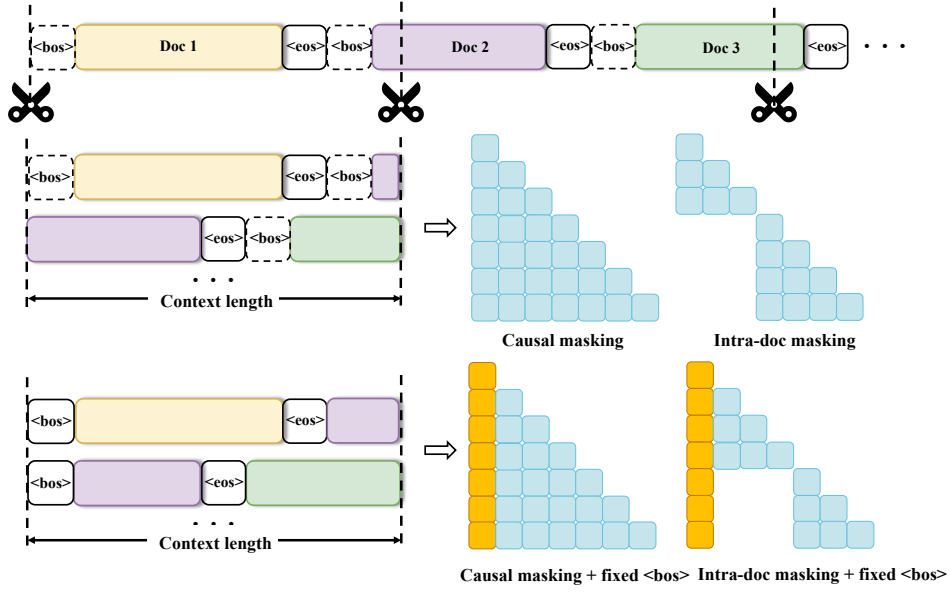 <bos> Doc 1 <eos> <bos> Doc 2 <eos> <bos> Doc 3 <eos> . . .
<bos> <eos> <bos>
<eos> <bos>
. . .
Context length
Causal masking Intra-doc masking
<bos> <eos>
<bos> <eos>
. . .
Context length
Causal masking + fixed <bos> Intra-doc masking + fixed <bos>